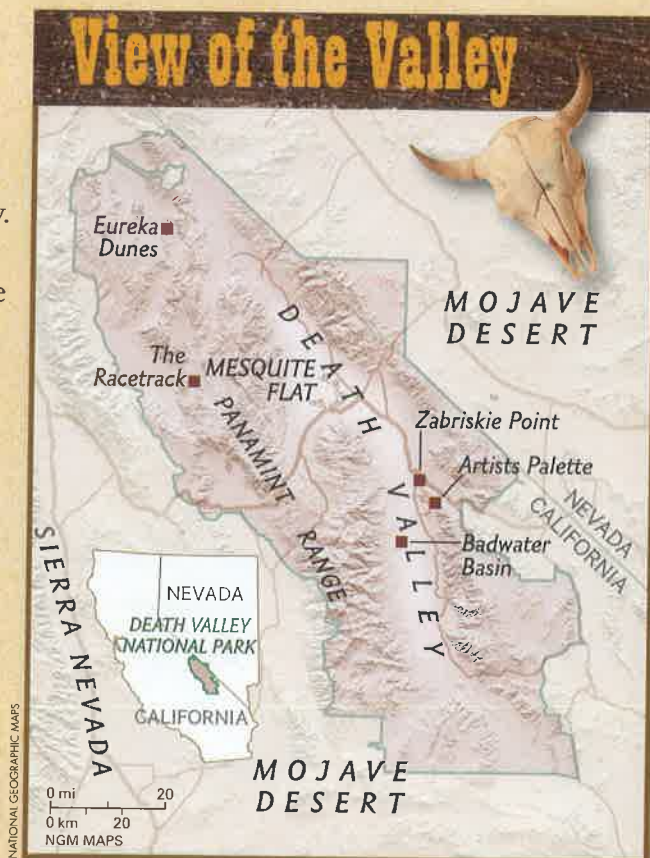 View of the Valley
y.
e
Eureka
Dunes
MOJAVE
DESERT
DEATH VALLEY
The
Racetrack
MESQUITE
FLAT
PANAMINT RANGE
Zabriskie Point
Artists Palette
NEVADA
CALIFORNIA
Badwater
Basin
SIERRA NEVADA
NEVADA
DEATH VALLEY
NATIONAL PARK
CALIFORNIA
MOJAVE
DESERT
0 mi 20
0 km 20
NGM MAPS
NATIONAL GEOGRAPHIC MAPS